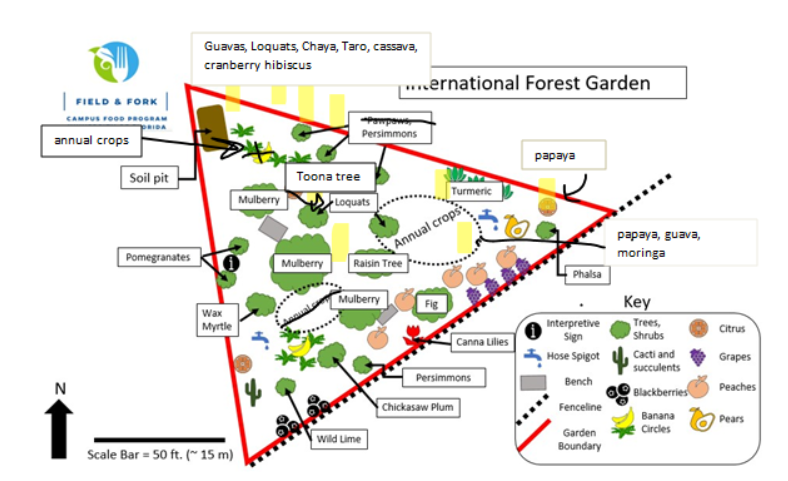 Guavas, Loquats, Chaya, Taro, cassava,
cranberry hibiscus
International Forest Garden
FIELD & FORK
CAMPUS FOOD PROGRAM
annual crops
*Pawpaws,
Persimmons
papaya
Soil pit
Toona tree
Turmeric
Mulberry
Loquats
Annual crops
papaya, guava,
moringa
Pomegranates
Mulberry
Raisin Tree
Phalsa
Annual crops
Mulberry
Fig
Wax
Myrtle
Canna Lilies
Persimmons
Chickasaw Plum
Wild Lime
N
Scale Bar = 50 ft. (~ 15 m)
Key
Interpretive
Sign
Trees,
Shrubs
Citrus
Hose Spigot
Cacti and
succulents
Grapes
Bench
Blackberries
Peaches
Fenceline
Banana
Circles
Pears
Garden
Boundary